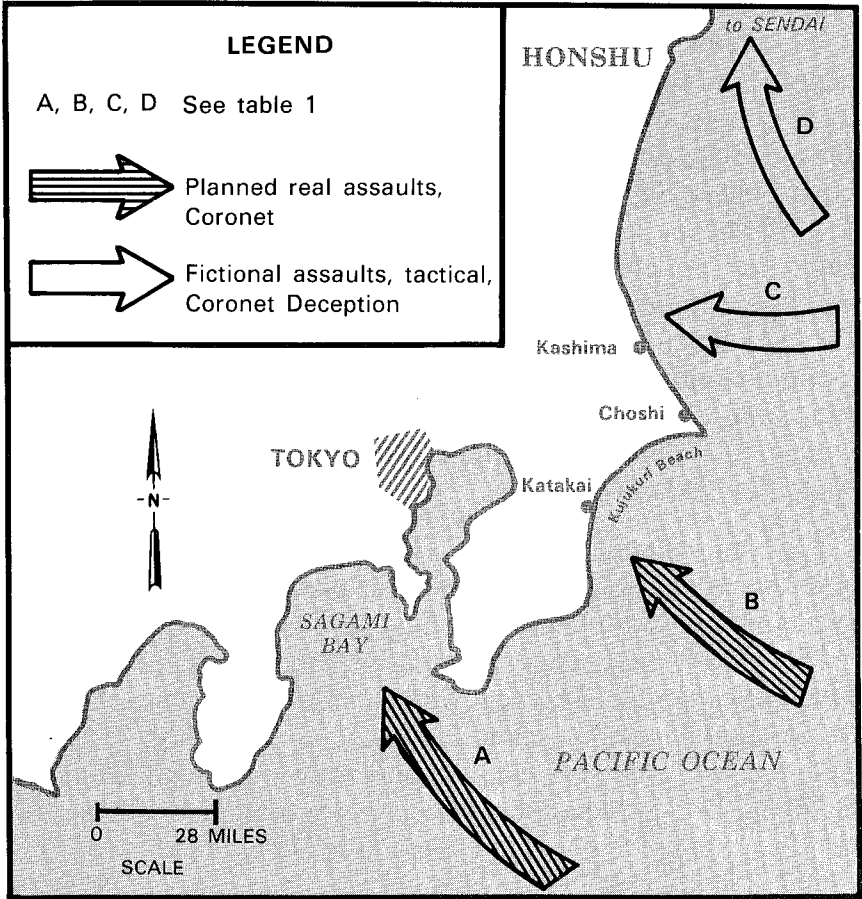 LEGEND
A, B, C, D See table 1
Planned real assaults,
Coronet
Fictional assaults, tactical,
Coronet Deception
to SENDAI
HONSHU
D
C
Kashima
Choshi
TOKYO
Katakai
Kujukuri Beach
-N-
B
SAGAMI
BAY
A
PACIFIC OCEAN
0 28 MILES
SCALE